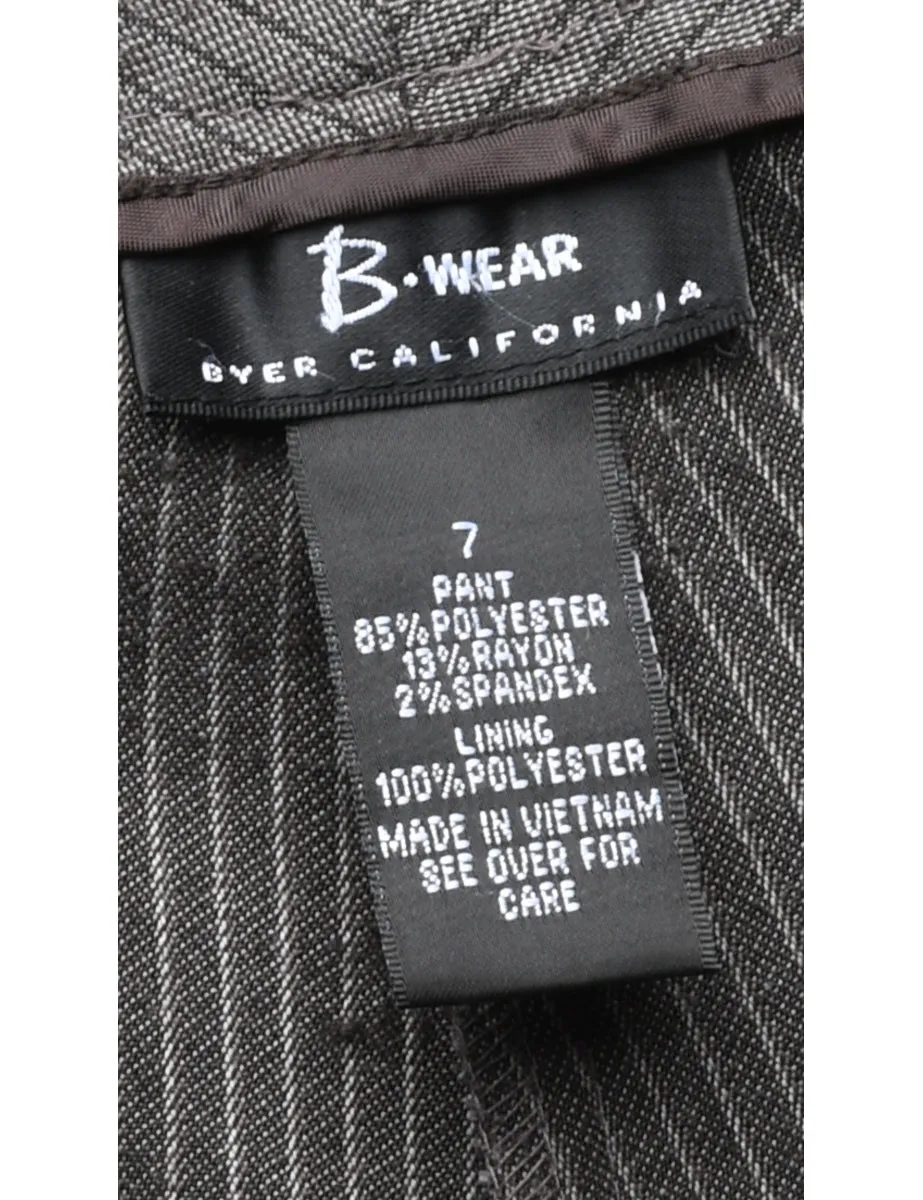 B•WEAR
BYER CALIFORNIA
7
PANT
85%POLYESTER
13%RAYON
2%SPANDEX
LINING
100%POLYESTER
MADE IN VIETNAM
SEE OVER FOR
CARE